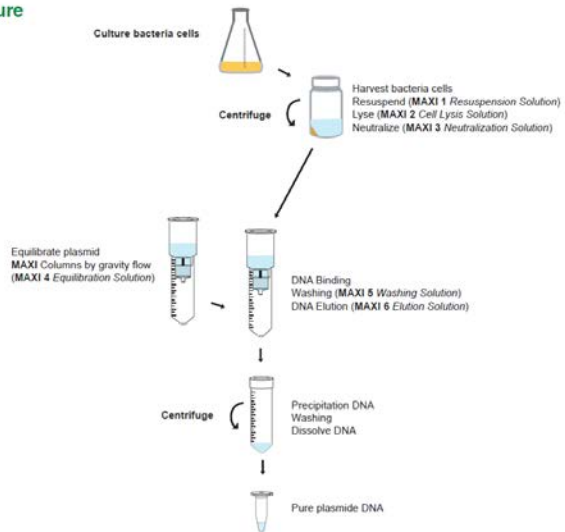 ure
Culture bacteria cells
Harvest bacteria cells
Resuspend (MAXI 1 Resuspension Solution)
Centrifuge
Lyse (MAXI 2 Cell Lysis Solution)
Neutralize (MAXI 3 Neutralization Solution)
Equilibrate plasmid
MAXI Columns by gravity flow
(MAXI 4 Equilibration Solution)
DNA Binding
Washing (MAXI 5 Washing Solution)
DNA Elution (MAXI 6 Elution Solution)
Centrifuge
Precipitation DNA
Washing
Dissolve DNA
Pure plasmide DNA